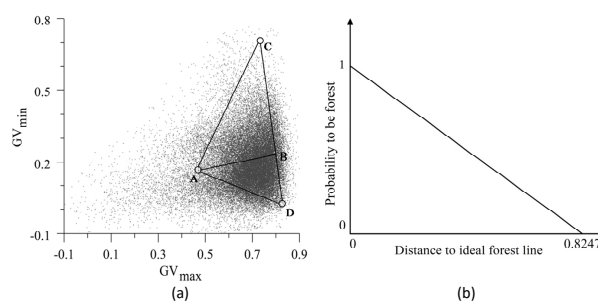 0.8
0.5
0.2
-0.1
GVmin
-0.1 0.1 0.3 0.5 0.7 0.9
GVmax
C
B
A
D
(a)
Probability to be forest
1
0
0 0.8247
Distance to ideal forest line
(b)